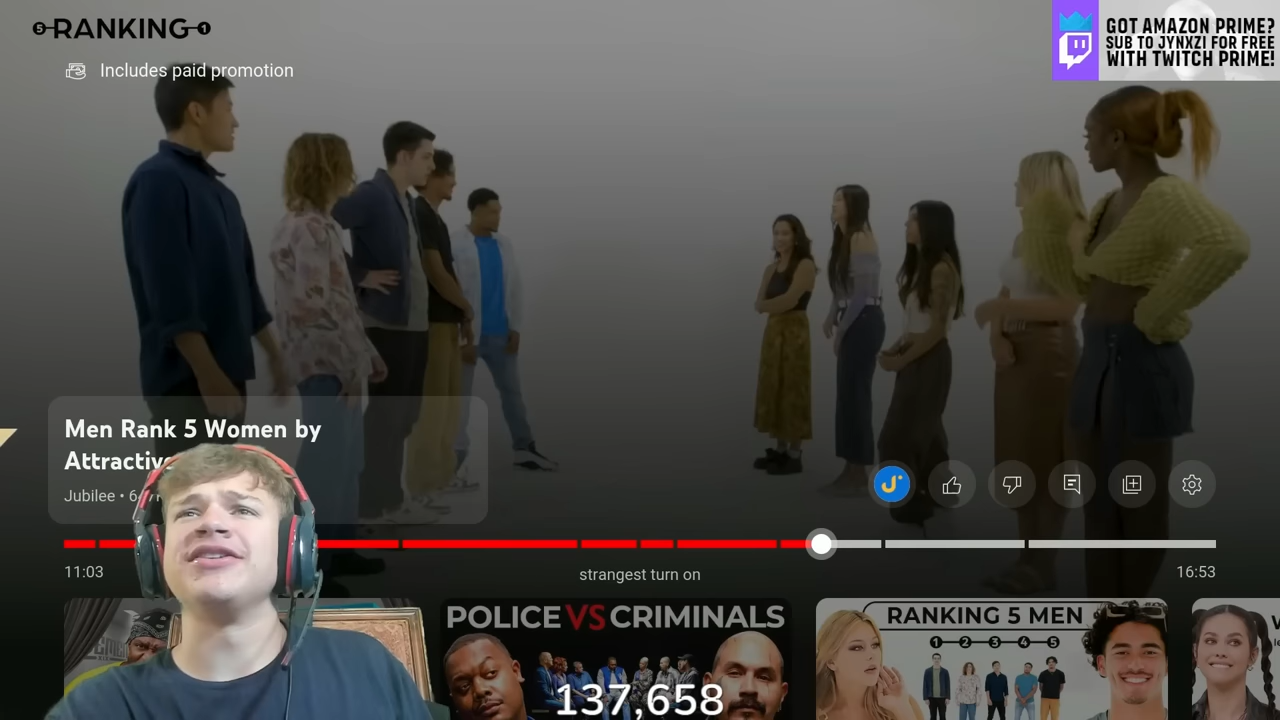 5 RANKING 1
Includes paid promotion
GOT AMAZON PRIME?
SUB TO JYNXZI FOR FREE
WITH TWITCH PRIME!
Men Rank 5 Women by
Jubilee •
11:03
strangest turn on
16:53
POLICE VS CRIMINALS
RANKING 5 MEN
1 2 3 4 5
137,658